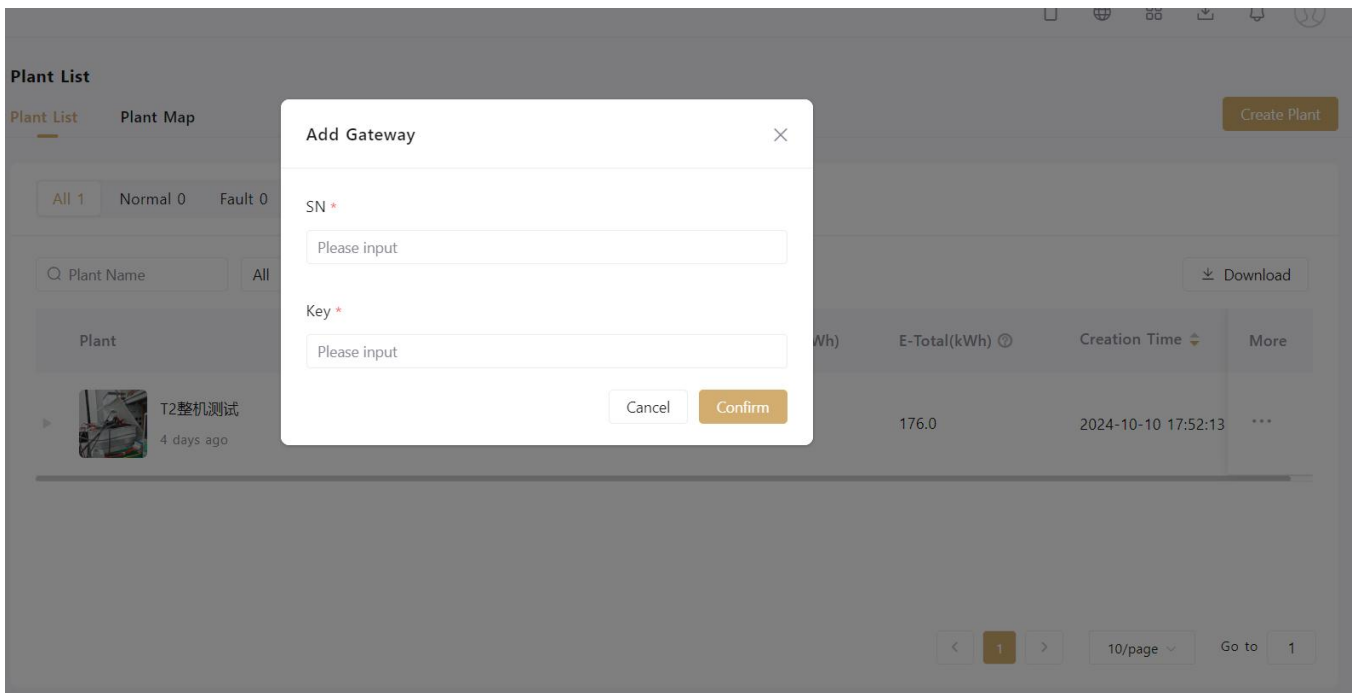 Plant List
Plant List Plant Map
Create Plant
Add Gateway
All 1 Normal 0 Fault 0
SN *
Please input
Plant Name
All
Download
Key *
Please input
Plant
Wh) E-Total(kWh) Creation Time More
T2整机测试
4 days ago
Cancel Confirm
176.0 2024-10-10 17:52:13 ...
1 10/page Go to 1